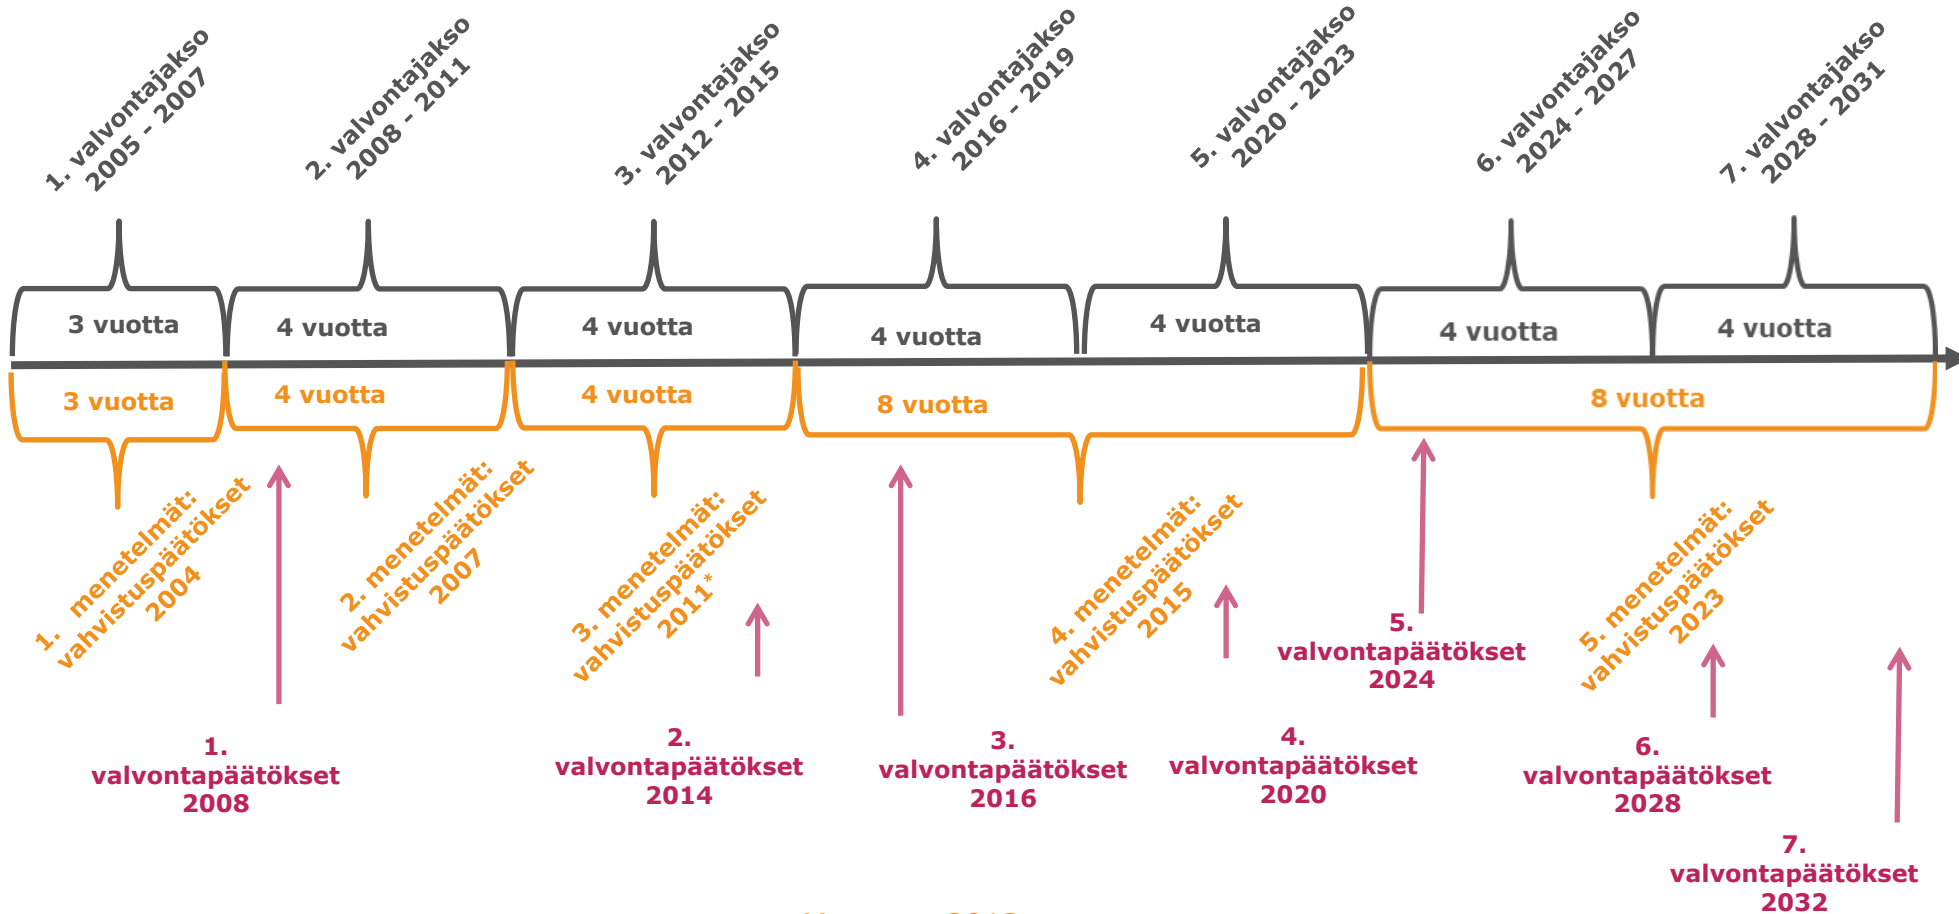 1. valvontajakso
2005 - 2007
2. valvontajakso
2008 - 2011
3. valvontajakso
2012 - 2015
4. valvontajakso
2016 - 2019
5. valvontajakso
2020 - 2023
6. valvontajakso
2024 - 2027
7. valvontajakso
2028 - 2031
3 vuotta
4 vuotta
4 vuotta
4 vuotta
4 vuotta
4 vuotta
4 vuotta
3 vuotta
4 vuotta
4 vuotta
8 vuotta
8 vuotta
1. menetelmät:
vahvistuspäätökset
2004
2. menetelmät:
vahvistuspäätökset
2007
3. menetelmät:
vahvistuspäätökset
2011*
4. menetelmät:
vahvistuspäätökset
2015
5. menetelmät:
vahvistuspäätökset
2023
1.
valvontapäätökset
2008
2.
valvontapäätökset
2014
3.
valvontapäätökset
2016
4.
valvontapäätökset
2020
5.
valvontapäätökset
2024
6.
valvontapäätökset
2028
7.
valvontapäätökset
2032